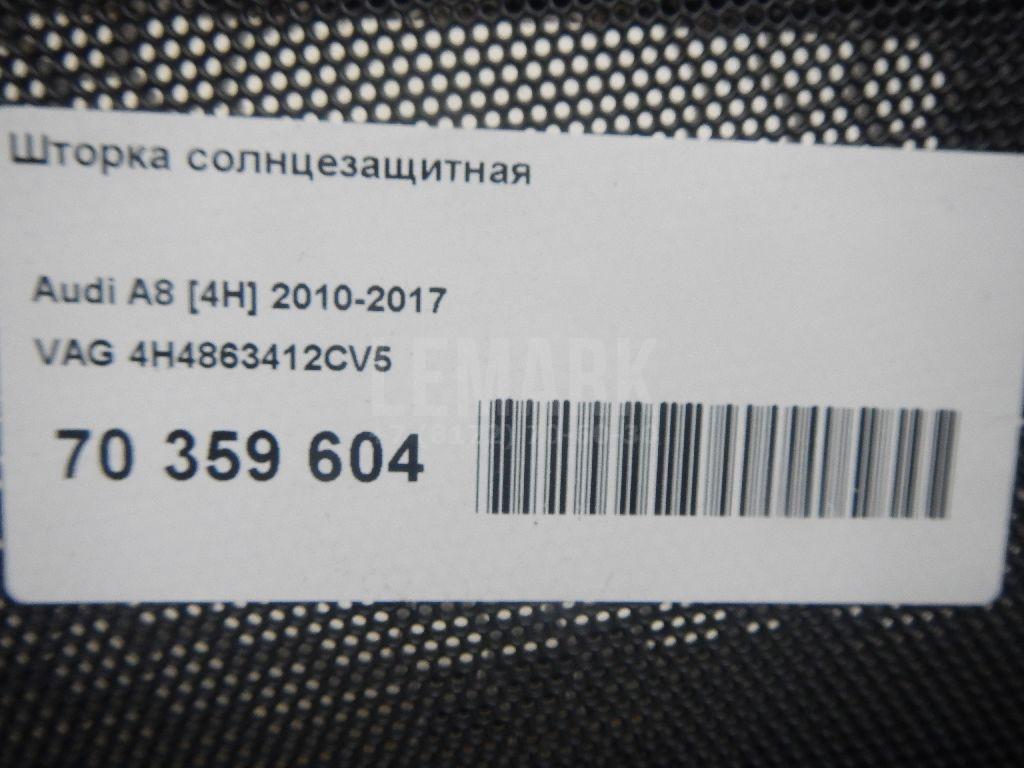 Шторка солнцезащитная
Audi A8 [4H] 2010-2017
VAG 4H4863412CV5
LEMARK
70 359 604